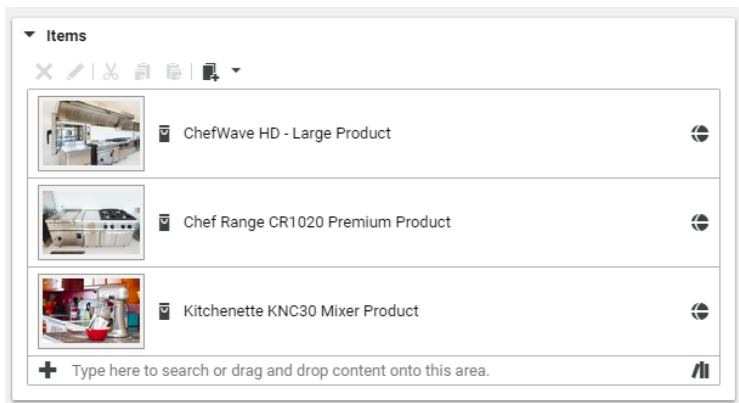 Items
ChefWave HD - Large Product
Chef Range CR1020 Premium Product
Kitchenette KNC30 Mixer Product
Type here to search or drag and drop content onto this area.